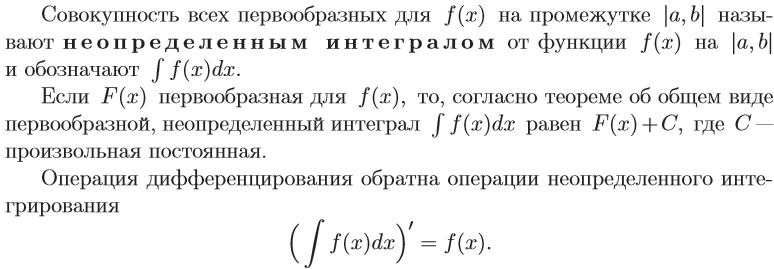 Совокупность всех первообразных для f(x) на промежутке |a, b| назы-
вают неопределенным интегралом от функции f(x) на |a, b|
и обозначают ∫ f(x)dx.
Если F(x) первообразная для f(x), то, согласно теореме об общем виде
первообразной, неопределенный интеграл ∫ f(x)dx равен F(x)+C, где C —
произвольная постоянная.
Операция дифференцирования обратна операции неопределенного инте-
грирования
(∫ f(x)dx)′ = f(x).